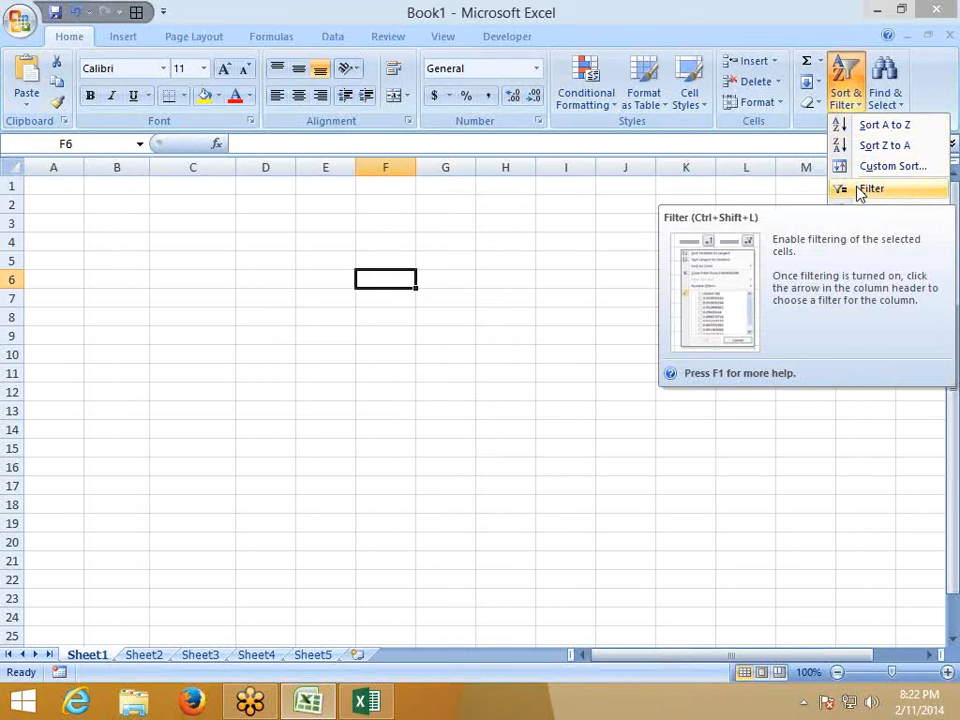 Book1 - Microsoft Excel
Home Insert Page Layout Formulas Data Review View Developer
Paste
Calibri 11
General
B I U
$ % ,
Conditional Formatting
Format as Table
Cell Styles
Insert
Delete
Format
Sort & Filter
Find & Select
Clipboard Font Alignment Number Styles Cells
F6 fx
Sort A to Z
Sort Z to A
Custom Sort...
Filter
Filter (Ctrl+Shift+L)
Enable filtering of the selected
cells.
Once filtering is turned on, click
the arrow in the column header to
choose a filter for the column.
Press F1 for more help.
A B C D E F G H I J K L M
1
2
3
4
5
6
7
8
9
10
11
12
13
14
15
16
17
18
19
20
21
22
23
24
25
Sheet1 Sheet2 Sheet3 Sheet4 Sheet5
Ready 100%
8:22 PM
2/11/2014